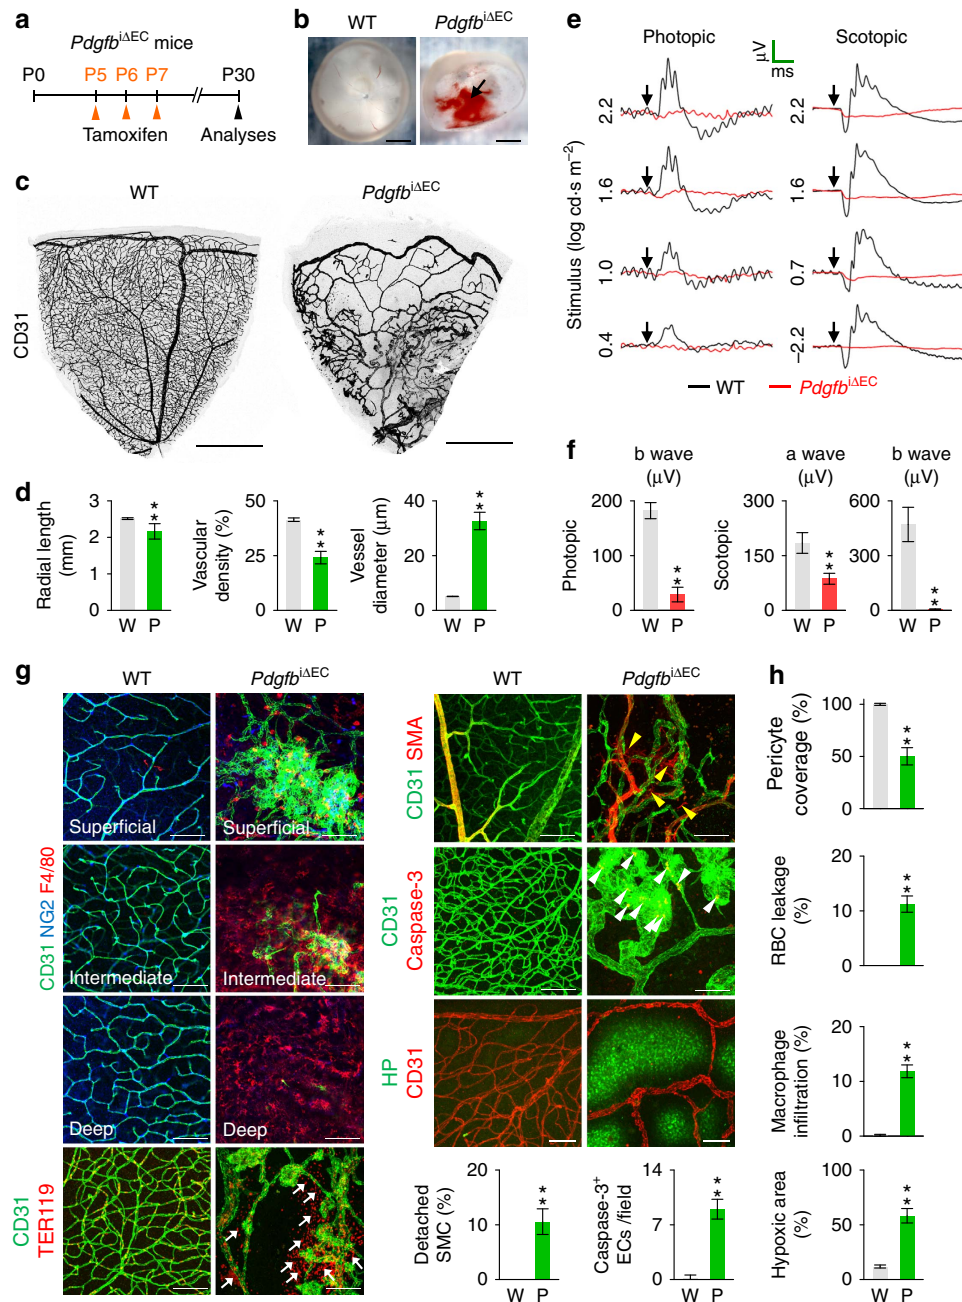 a
Pdgfb^iΔEC mice
P0 P5 P6 P7 P30
Tamoxifen Analyses
b
WT Pdgfb^iΔEC
c
WT Pdgfb^iΔEC
CD31
d
Radial length (mm)
3
2
1
0
W P
**
Vascular density (%)
50
25
0
W P
**
Vessel diameter (μm)
40
20
0
W P
**
e
Photopic
μV
ms
Scotopic
Stimulus (log cd·s m⁻²)
2.2
1.6
1.0
0.4
2.2
1.6
0.7
−2.2
WT Pdgfb^iΔEC
f
b wave (μV)
Photopic
180
90
0
W P
**
a wave (μV)
Scotopic
300
150
0
W P
**
b wave (μV)
600
300
0
W P
**
g
WT Pdgfb^iΔEC
CD31 NG2 F4/80
Superficial Superficial
Intermediate Intermediate
Deep Deep
CD31
TER119
WT Pdgfb^iΔEC
CD31 SMA
CD31
Caspase-3
HP
CD31
Detached SMC (%)
20
10
0
W P
**
Caspase-3⁺ ECs /field
14
7
0
W P
**
h
Pericyte coverage (%)
100
50
0
**
RBC leakage (%)
20
10
0
**
Macrophage infiltration (%)
20
10
0
**
Hypoxic area (%)
100
50
0
W P
**